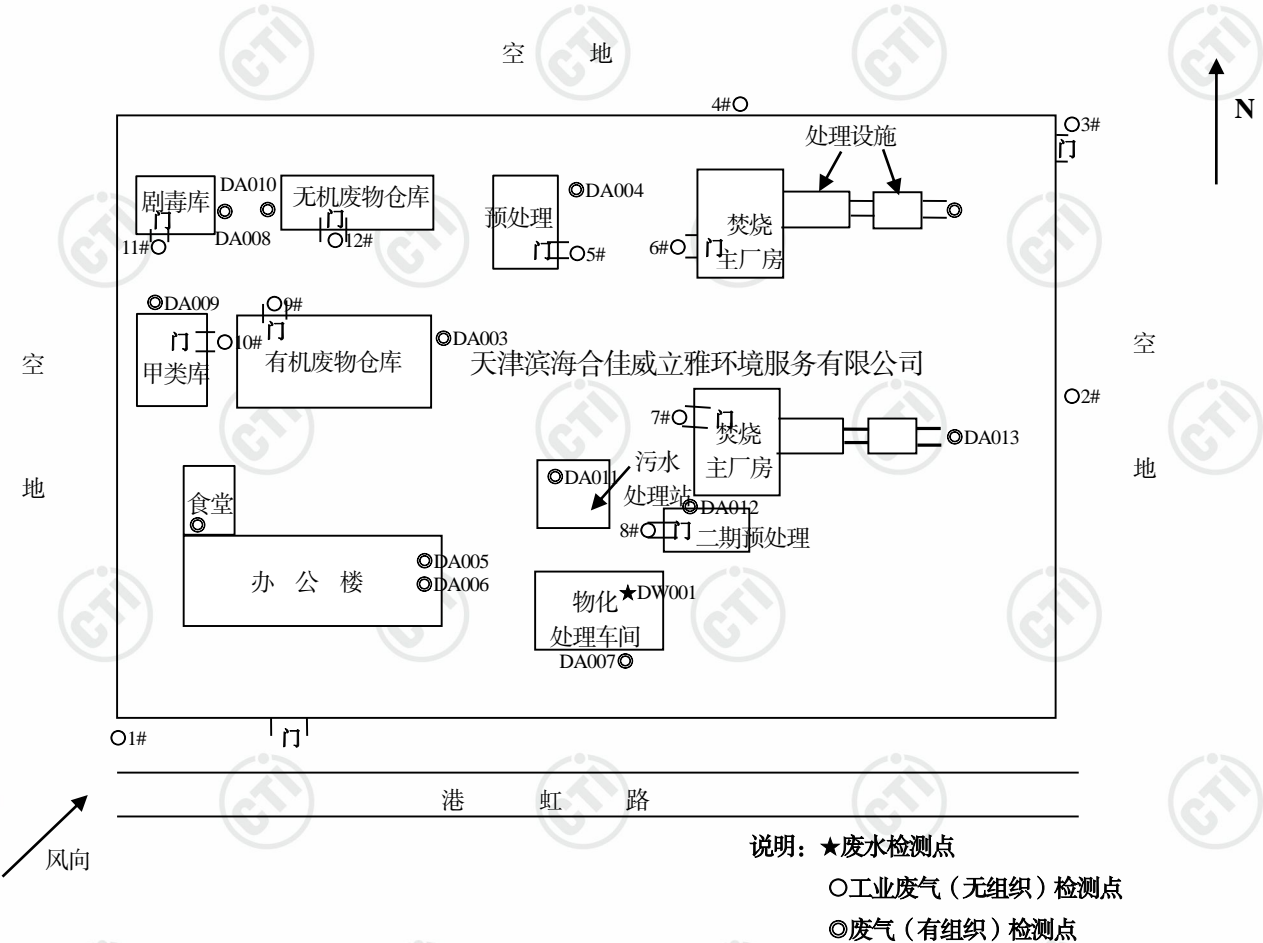 空 地
N
4#
3#
门
处理设施
剧毒库
门
11#
DA010
DA008
无机废物仓库
门
12#
预处理
门
5#
DA004
6#
门
焚烧
主厂房
DA009
门
10#
甲类库
9#
门
有机废物仓库
DA003
天津滨海合佳威立雅环境服务有限公司
空
地
空
地
2#
7#
门
焚烧
主厂房
DA013
DA011
污水
处理站
DA012
8#
门
二期预处理
食堂
办 公 楼
DA005
DA006
物化
★DW001
处理车间
DA007
1#
门
港 虹 路
风向
说明：★废水检测点
○工业废气（无组织）检测点
◎废气（有组织）检测点
CTI